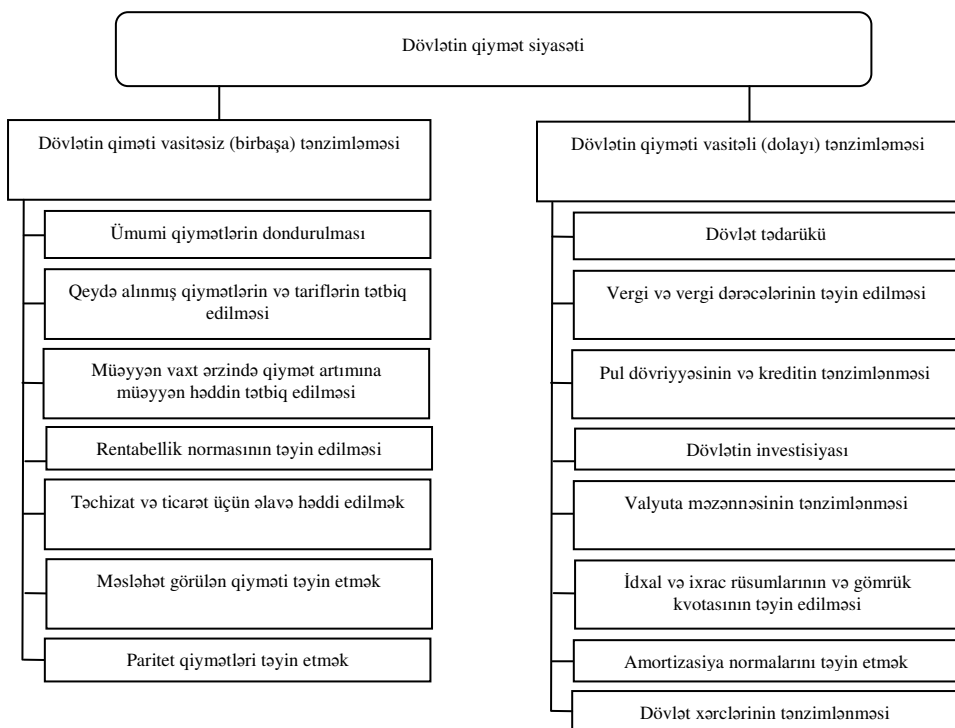 Dövlətin qiymət siyasəti
Dövlətin qiməti vasitəsiz (birbaşa) tənzimləməsi
Ümumi qiymətlərin dondurulması
Qeydə alınmış qiymətlərin və tariflərin tətbiq
edilməsi
Müəyyən vaxt ərzində qiymət artımına
müəyyən həddin tətbiq edilməsi
Rentabellik normasının təyin edilməsi
Təchizat və ticarət üçün əlavə həddi edilmək
Məsləhət görülən qiyməti təyin etmək
Paritet qiymətləri təyin etmək
Dövlətin qiyməti vasitəli (dolayı) tənzimləməsi
Dövlət tədarükü
Vergi və vergi dərəcələrinin təyin edilməsi
Pul dövriyyəsinin və kreditin tənzimlənməsi
Dövlətin investisiyası
Valyuta məzənnəsinin tənzimlənməsi
İdxal və ixrac rüsumlarının və gömrük
kvotasının təyin edilməsi
Amortizasiya normalarını təyin etmək
Dövlət xərclərinin tənzimlənməsi